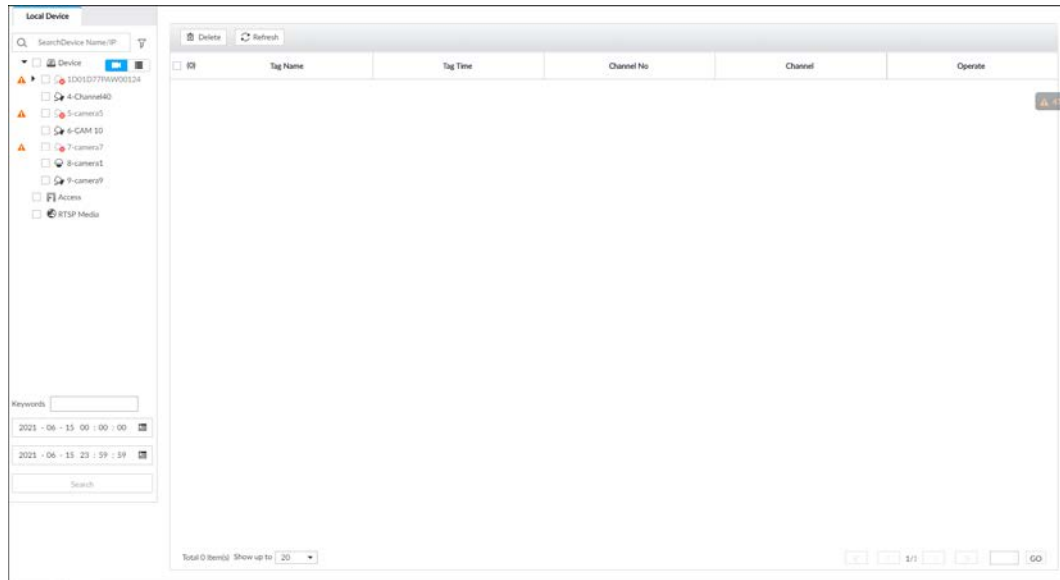 Local Device
SearchDevice Name/IP
Delete Refresh
Device
(0) Tag Name Tag Time Channel No Channel Operate
1D01D77PAW00124
4-Channel40
5-camera5
6-CAM 10
7-camera7
8-camera1
9-camera9
Access
RTSP Media
Keywords
2021 - 06 - 15 00 : 00 : 00
2021 - 06 - 15 23 : 59 : 59
Search
Total 0 Item(s) Show up to 20
1/1 GO